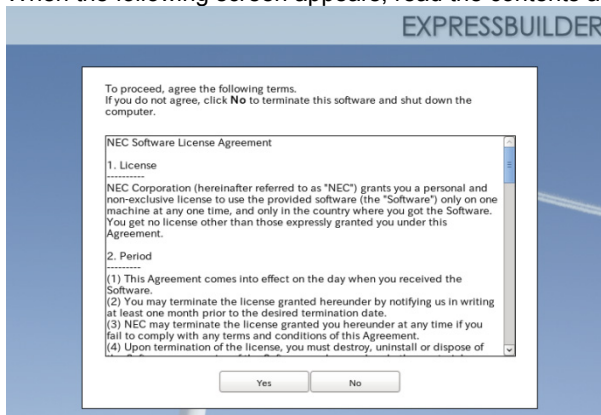 When the following screen appears, read the contents
EXPRESSBUILDER
To proceed, agree the following terms.
If you do not agree, click No to terminate this software and shut down the
computer.
NEC Software License Agreement
1. License
----------
NEC Corporation (hereinafter referred to as "NEC") grants you a personal and
non-exclusive license to use the provided software (the "Software") only on one
machine at any one time, and only in the country where you got the Software.
You get no license other than those expressly granted you under this
Agreement.
2. Period
---------
(1) This Agreement comes into effect on the day when you received the
Software.
(2) You may terminate the license granted hereunder by notifying us in writing
at least one month prior to the desired termination date.
(3) NEC may terminate the license granted you hereunder at any time if you
fail to comply with any terms and conditions of this Agreement.
(4) Upon termination of the license, you must destroy, uninstall or dispose of
Yes No